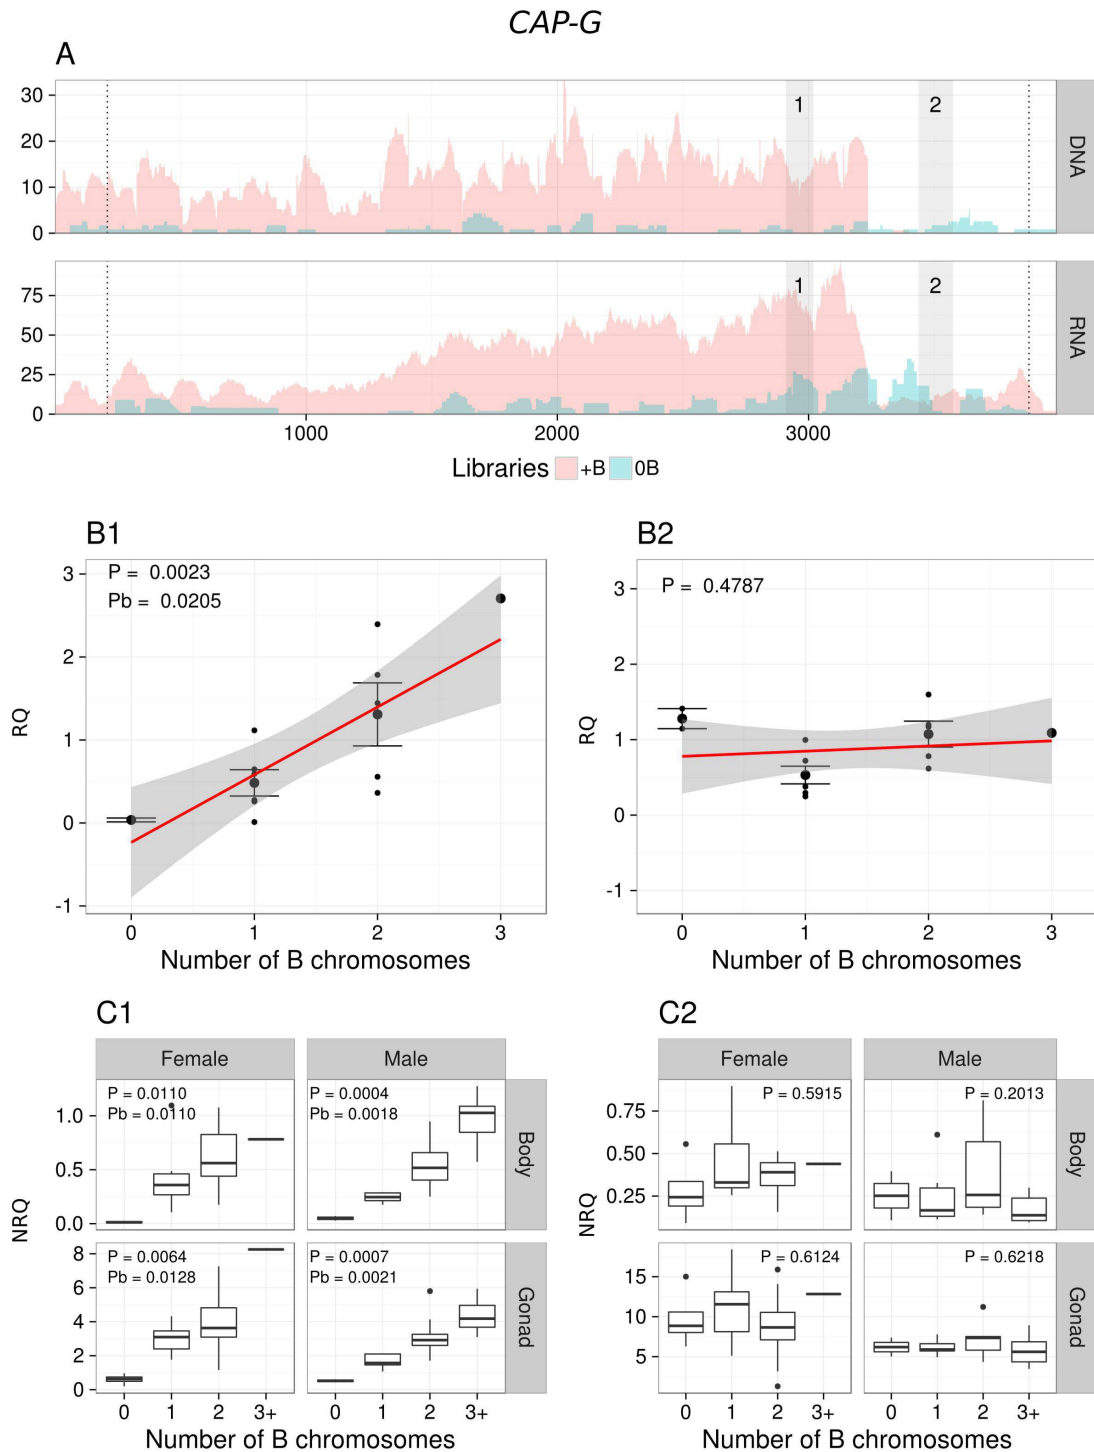 CAP-G
A
30
20
10
0
1
2
DNA
75
50
25
0
1
2
RNA
1000
2000
3000
Libraries +B 0B
B1
P = 0.0023
Pb = 0.0205
3
2
1
0
-1
RQ
0 1 2 3
Number of B chromosomes
B2
P = 0.4787
3
2
1
0
-1
RQ
0 1 2 3
Number of B chromosomes
C1
Female
Male
P = 0.0110
Pb = 0.0110
P = 0.0004
Pb = 0.0018
1.0
0.5
0.0
Body
NRQ
P = 0.0064
Pb = 0.0128
P = 0.0007
Pb = 0.0021
8
6
4
2
0
Gonad
0 1 2 3+
0 1 2 3+
Number of B chromosomes
C2
Female
Male
P = 0.5915
P = 0.2013
0.75
0.50
0.25
Body
NRQ
P = 0.6124
P = 0.6218
15
10
5
Gonad
0 1 2 3+
0 1 2 3+
Number of B chromosomes